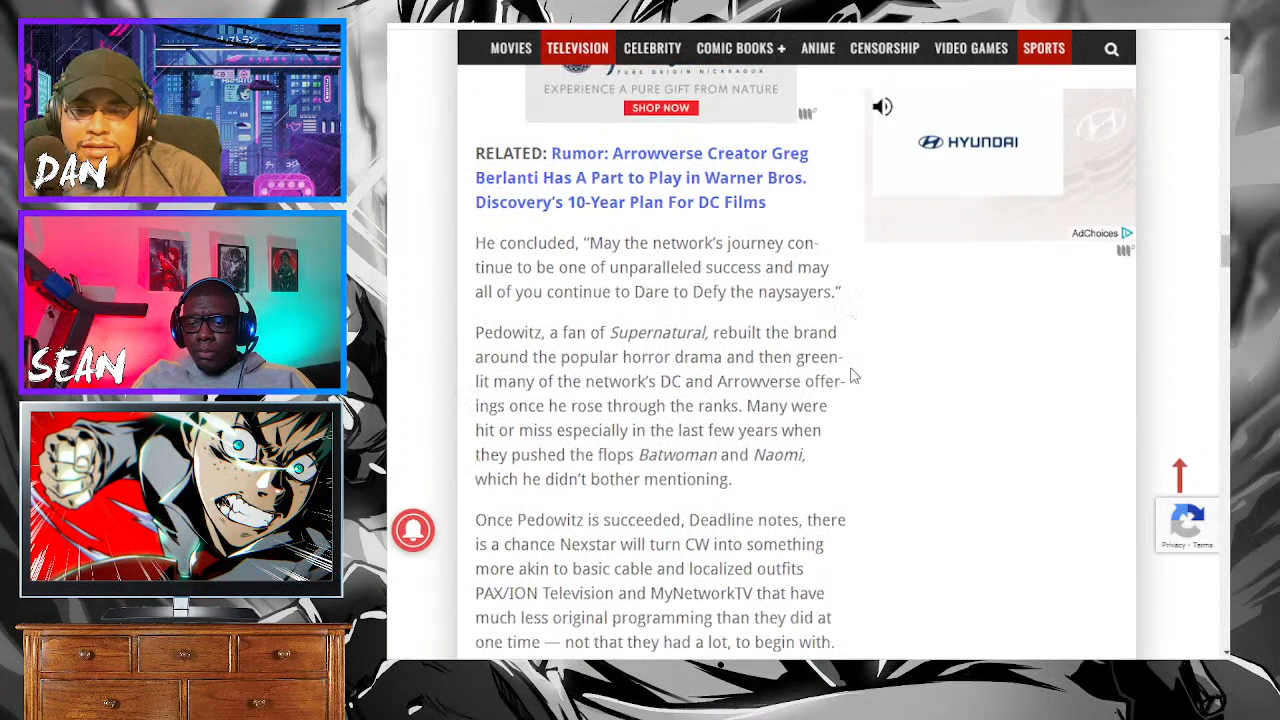 DAN
SEAN
MOVIES TELEVISION CELEBRITY COMIC BOOKS + ANIME CENSORSHIP VIDEO GAMES SPORTS
PURE ORIGIN NICARAGUA
EXPERIENCE A PURE GIFT FROM NATURE
SHOP NOW
HYUNDAI
AdChoices
RELATED: Rumor: Arrowverse Creator Greg
Berlanti Has A Part to Play in Warner Bros.
Discovery's 10-Year Plan For DC Films
He concluded, “May the network's journey con-
tinue to be one of unparalleled success and may
all of you continue to Dare to Defy the naysayers.”
Pedowitz, a fan of Supernatural, rebuilt the brand
around the popular horror drama and then green-
lit many of the network's DC and Arrowverse offer-
ings once he rose through the ranks. Many were
hit or miss especially in the last few years when
they pushed the flops Batwoman and Naomi,
which he didn't bother mentioning.
Once Pedowitz is succeeded, Deadline notes, there
is a chance Nexstar will turn CW into something
more akin to basic cable and localized outfits
PAX/ION Television and MyNetworkTV that have
much less original programming than they did at
one time — not that they had a lot, to begin with.
Privacy - Terms